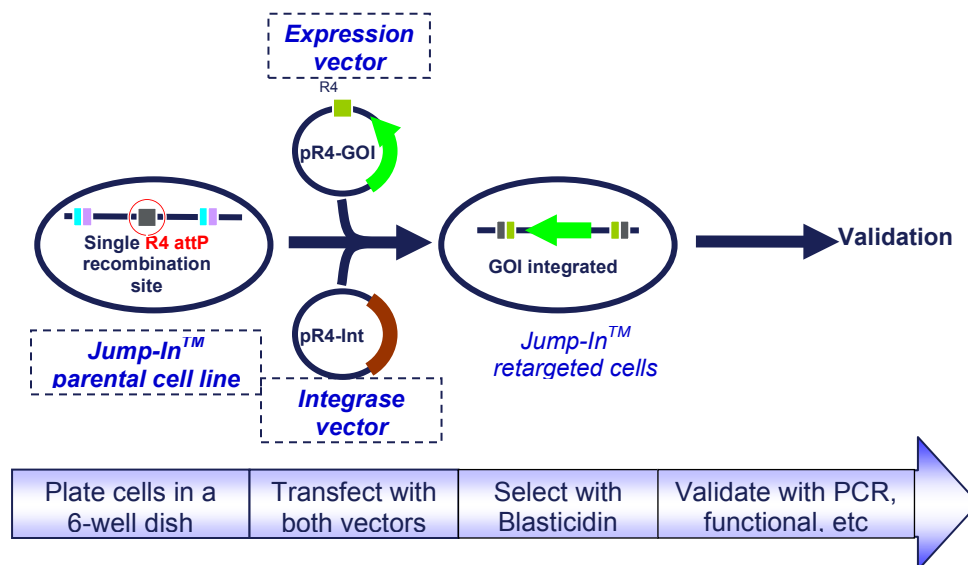 Expression
vector
R4
pR4-GOI
Single R4 attP
recombination
site
GOI integrated
Validation
pR4-Int
Jump-In™
parental cell line
Jump-In™
retargeted cells
Integrase
vector
Plate cells in a
6-well dish
Transfect with
both vectors
Select with
Blasticidin
Validate with PCR,
functional, etc